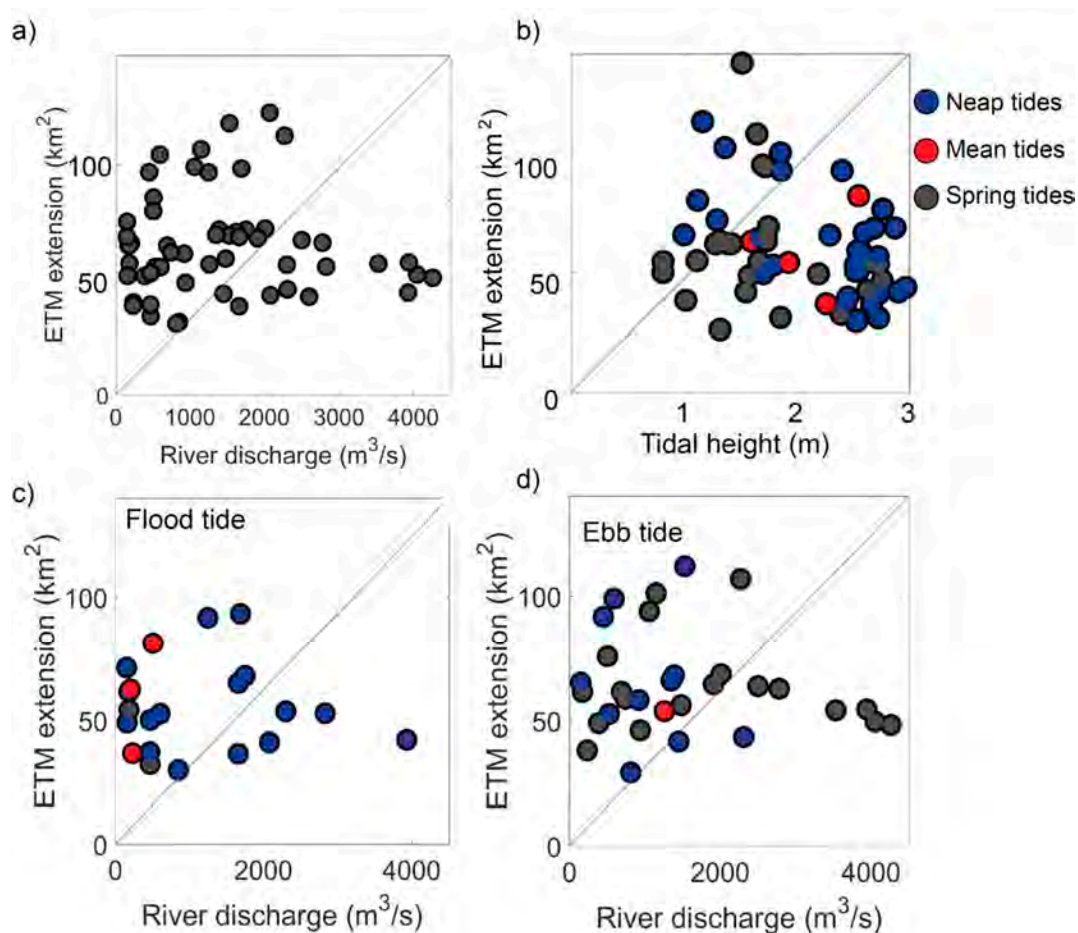 a)
ETM extension (km²)
100
50
0
0 1000 2000 3000 4000
River discharge (m³/s)
b)
ETM extension (km²)
100
50
0
1 2 3
Tidal height (m)
Neap tides
Mean tides
Spring tides
c)
Flood tide
ETM extension (km²)
100
50
0
0 2000 4000
River discharge (m³/s)
d)
Ebb tide
ETM extension (km²)
100
50
0
0 2000 4000
River discharge (m³/s)